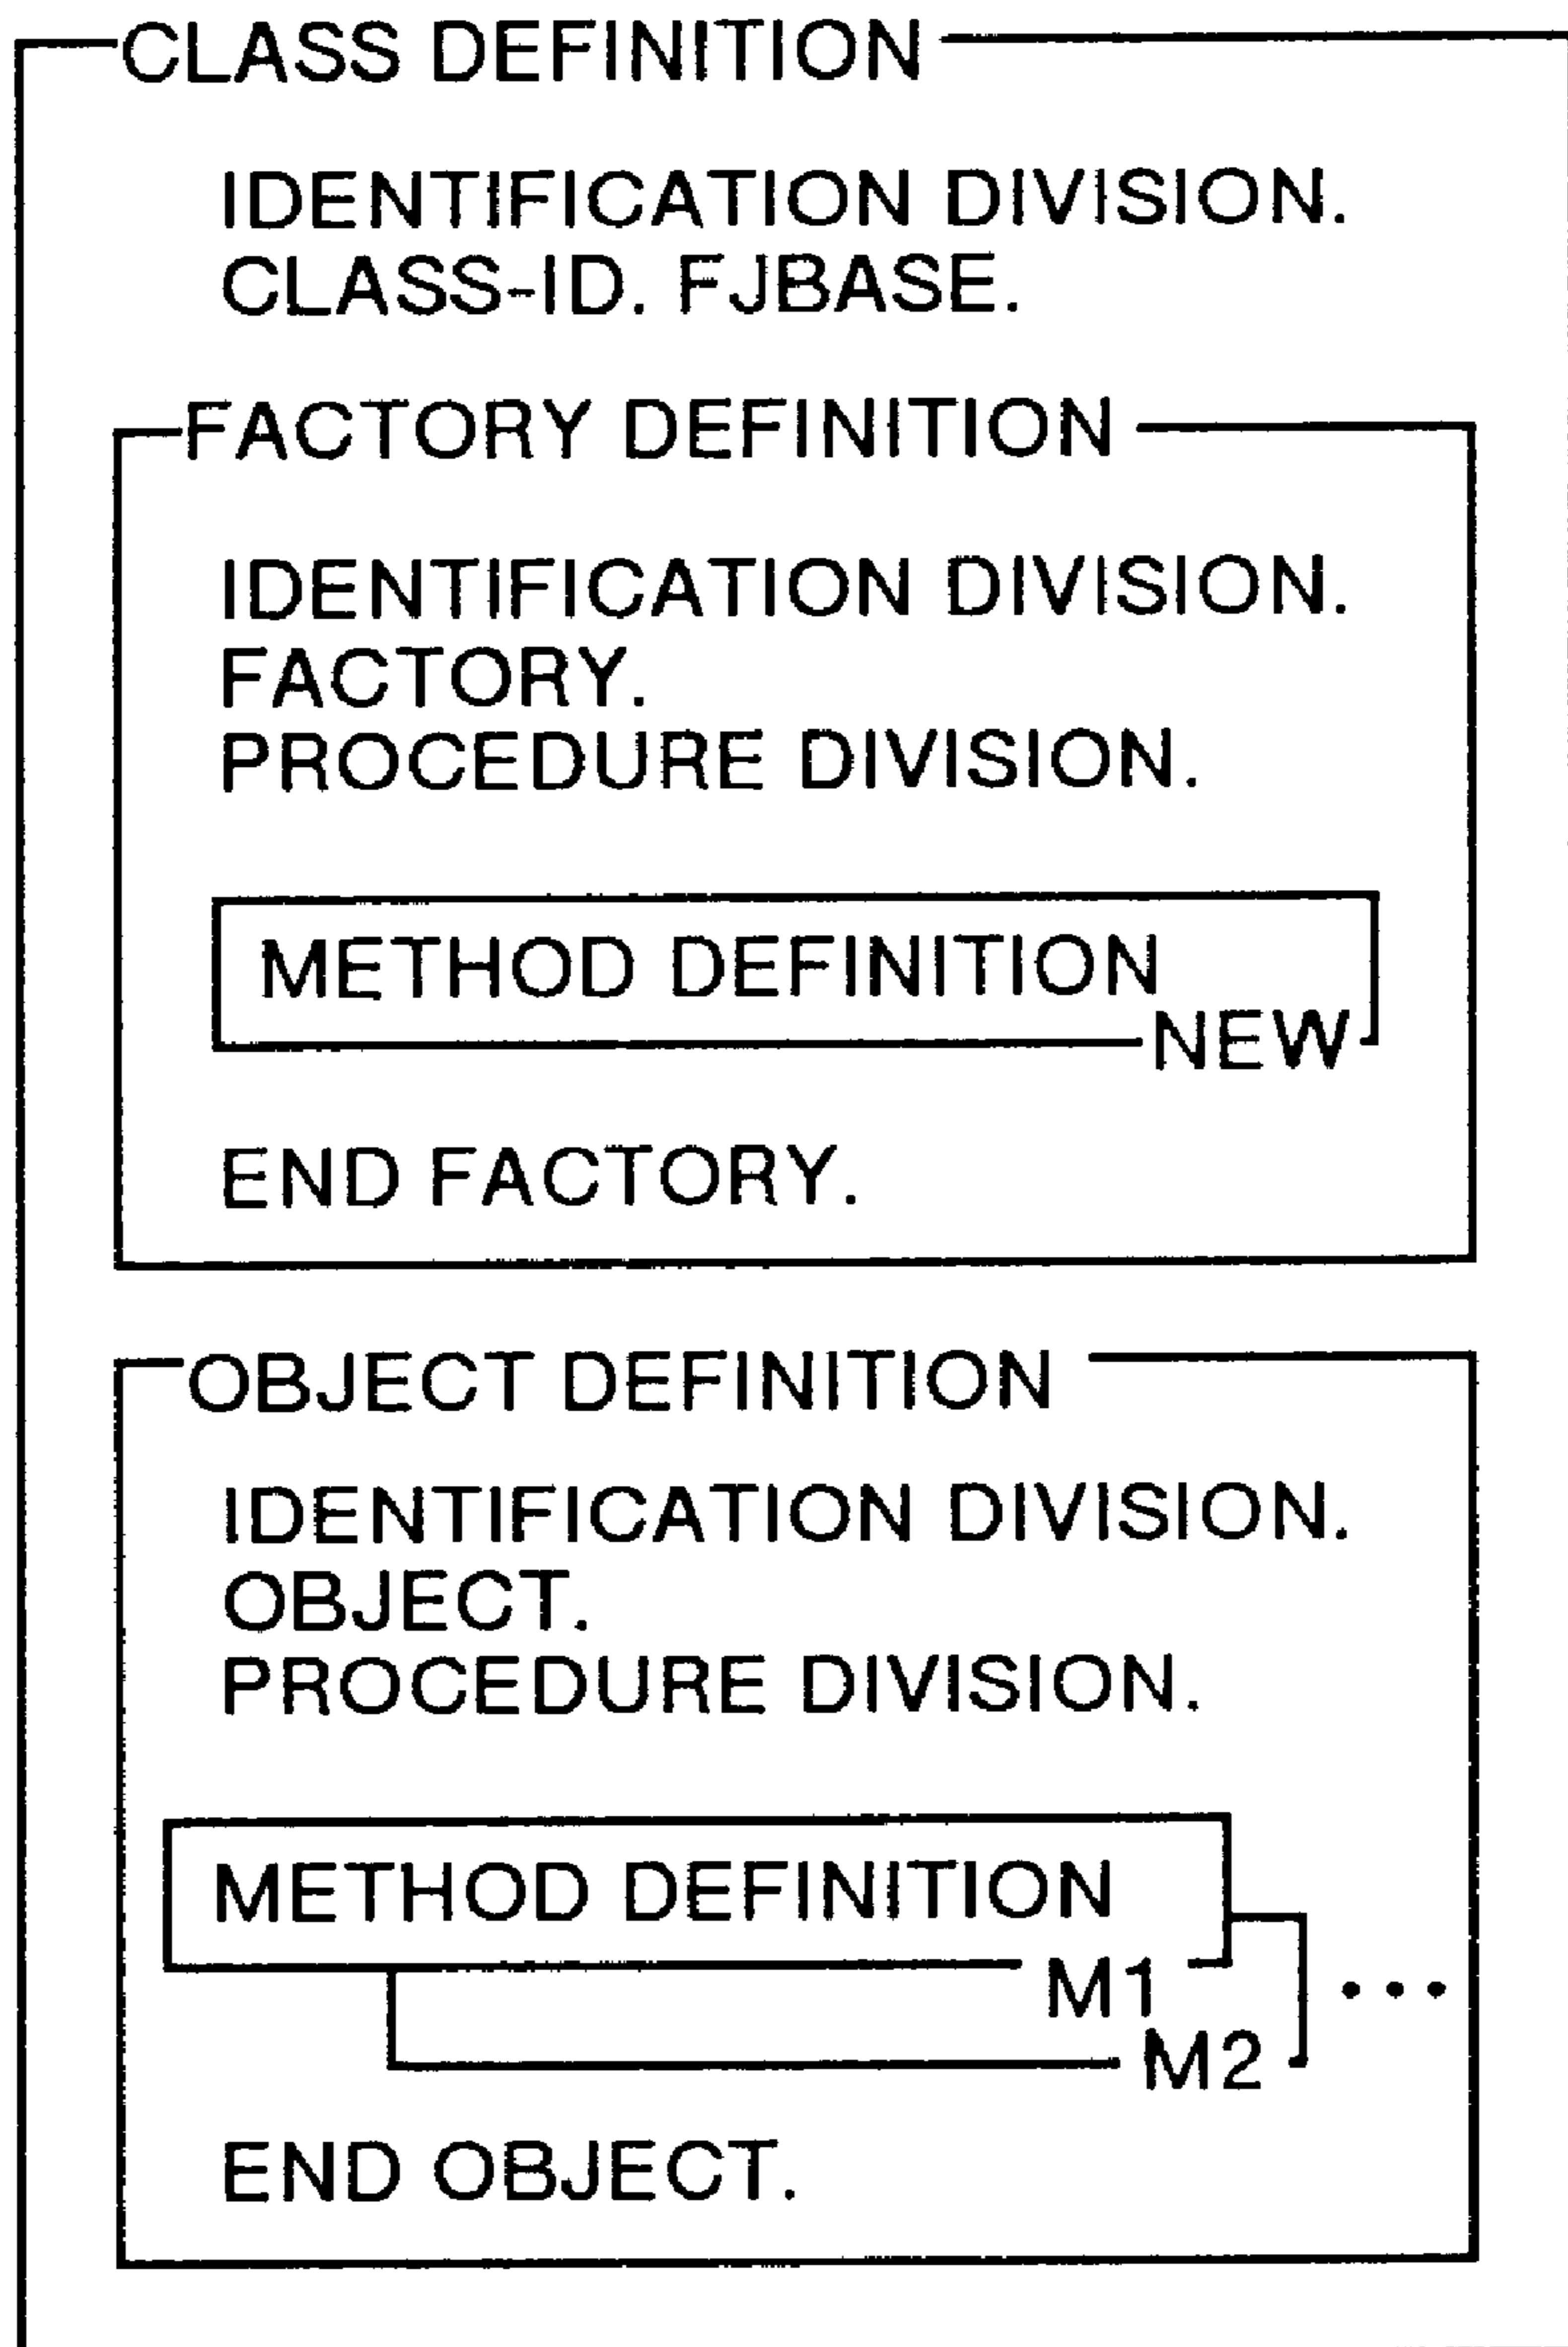 CLASS DEFINITION
IDENTIFICATION DIVISION.
CLASS-ID. FJBASE.
FACTORY DEFINITION
IDENTIFICATION DIVISION.
FACTORY.
PROCEDURE DIVISION.
METHOD DEFINITION
NEW
END FACTORY.
OBJECT DEFINITION
IDENTIFICATION DIVISION.
OBJECT.
PROCEDURE DIVISION.
METHOD DEFINITION
M1
M2
...
END OBJECT.